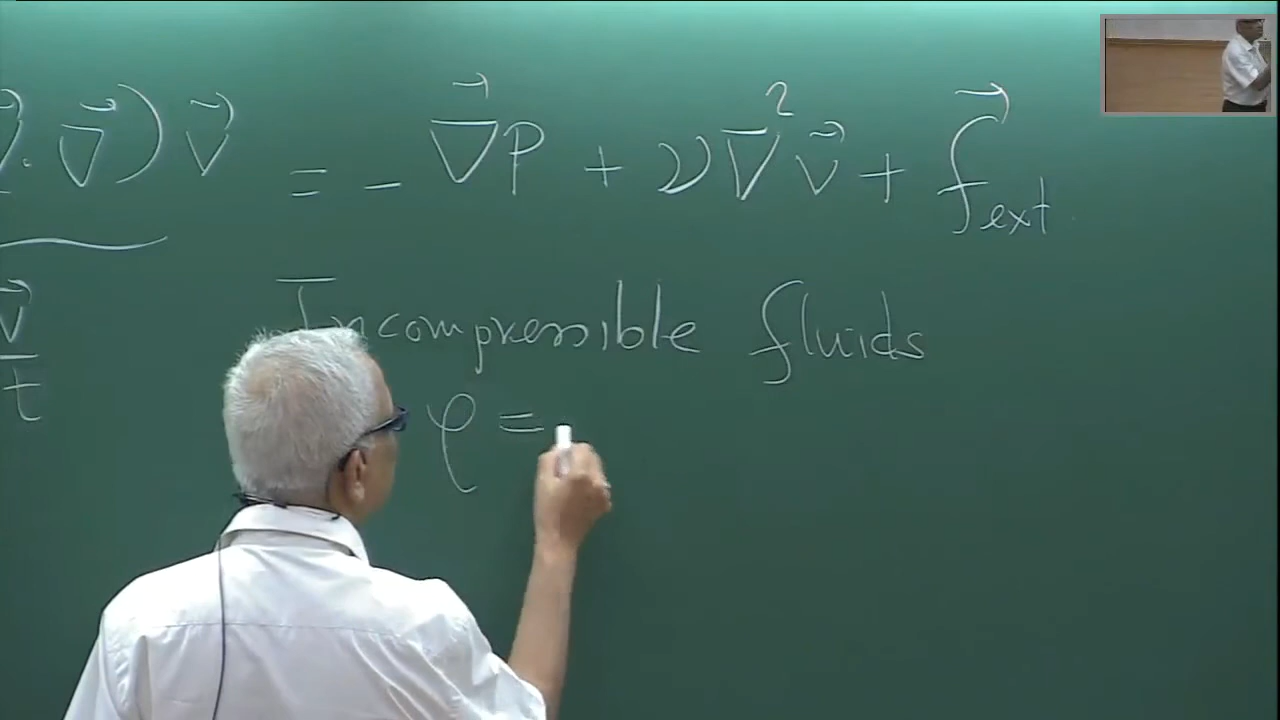 . ∇⃗) v⃗ = - ∇⃗P + ν∇²v⃗ + f⃗ext
v⃗
t
Incompressible fluids
ρ =